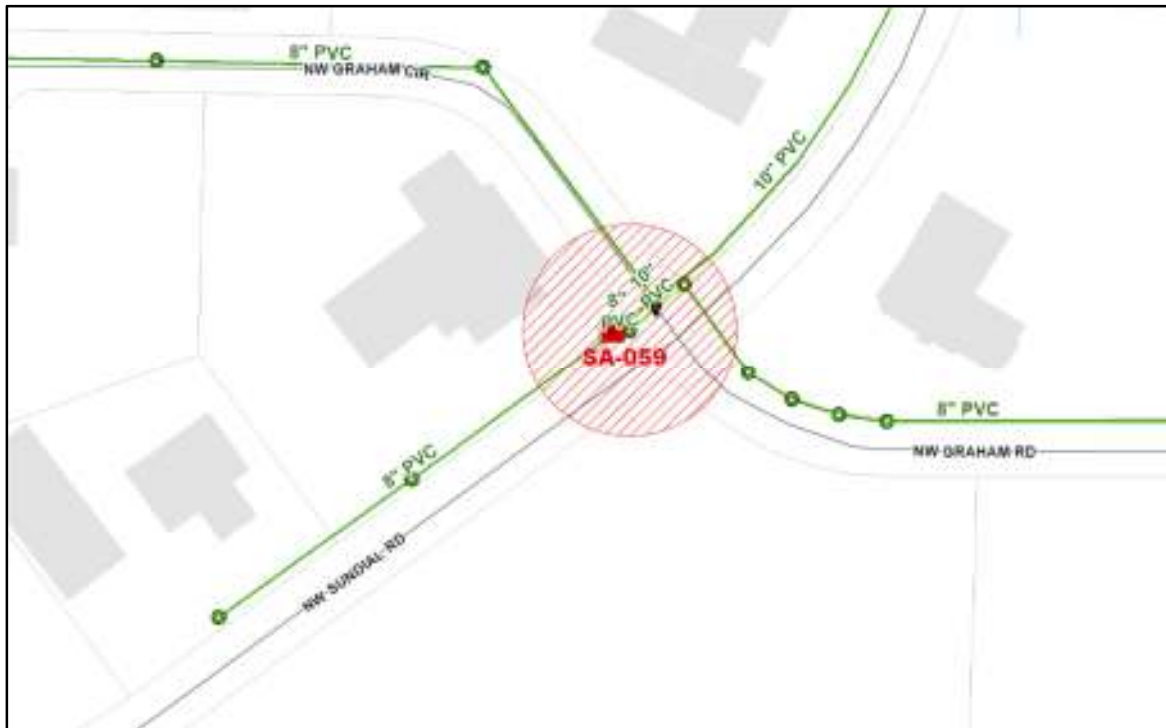 8" PVC
NW GRAHAM CIR
10" PVC
8" 10"
PVC PVC
SA-059
8" PVC
8" PVC
NW GRAHAM RD
NW SUNDIAL RD